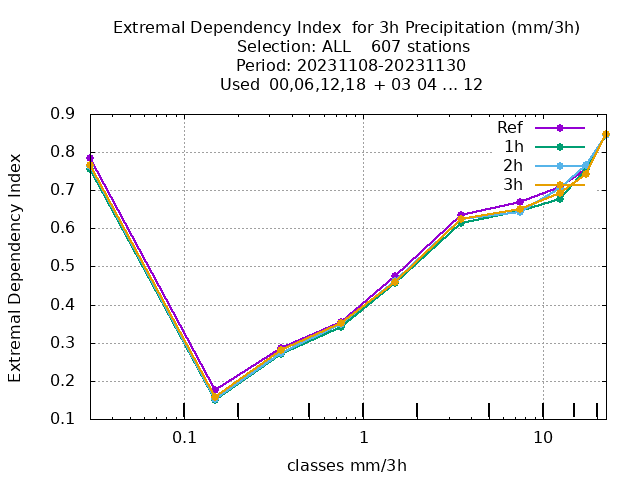 Extremal Dependency Index  for 3h Precipitation (mm/3h)
Selection: ALL    607 stations
Period: 20231108-20231130
Used  00,06,12,18  + 03 04 ... 12
Ref
1h
2h
3h
Extremal Dependency Index
0.9
0.8
0.7
0.6
0.5
0.4
0.3
0.2
0.1
0.1 1 10
classes mm/3h